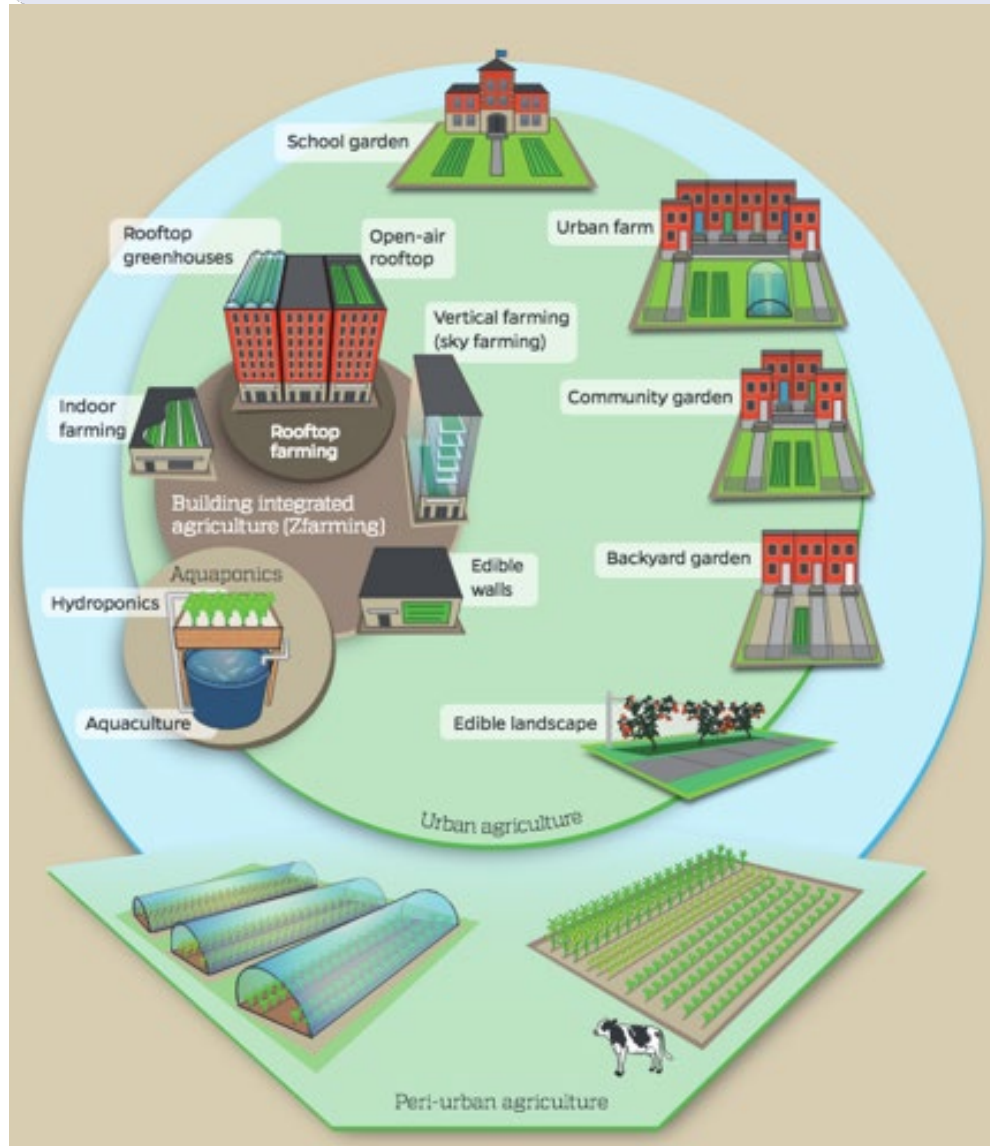 School garden
Rooftop
greenhouses
Open-air
rooftop
Urban farm
Vertical farming
(sky farming)
Indoor
farming
Rooftop
farming
Community garden
Building integrated
agriculture (Zfarming)
Backyard garden
Edible
walls
Aquaponics
Hydroponics
Aquaculture
Edible landscape
Urban agriculture
Peri-urban agriculture